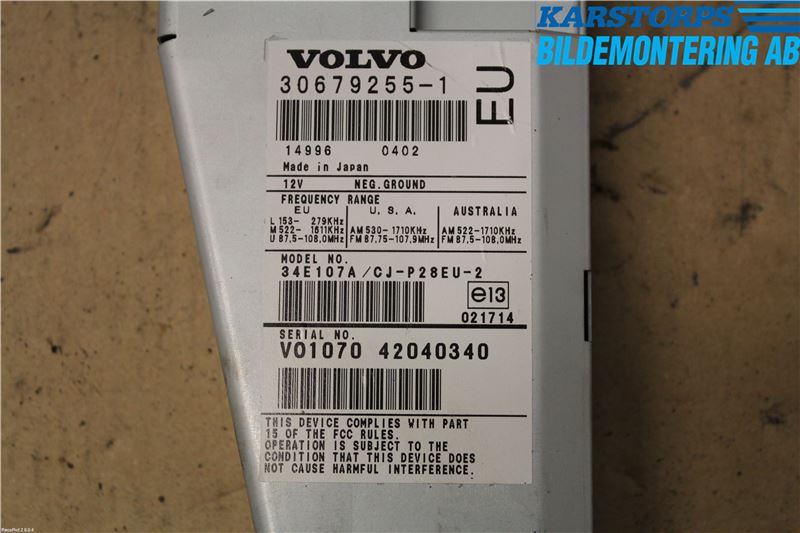 KARSTORPS
BILDEMONTERING AB
VOLVO
30679255-1
EU
14996 0402
Made in Japan
12V NEG.GROUND
FREQUENCY RANGE
EU U.S.A. AUSTRALIA
L 153- 279KHz
M 522- 1611KHz AM 530-1710KHz AM 522-1710KHz
U 87.5-108.0MHz FM 87.75-107.9MHz FM 87.5-108.0MHz
MODEL NO.
34E107A/CJ-P28EU-2
e13
021714
SERIAL NO.
VO1070 42040340
THIS DEVICE COMPLIES WITH PART
15 OF THE FCC RULES.
OPERATION IS SUBJECT TO THE
CONDITION THAT THIS DEVICE DOES
NOT CAUSE HARMFUL INTERFERENCE.